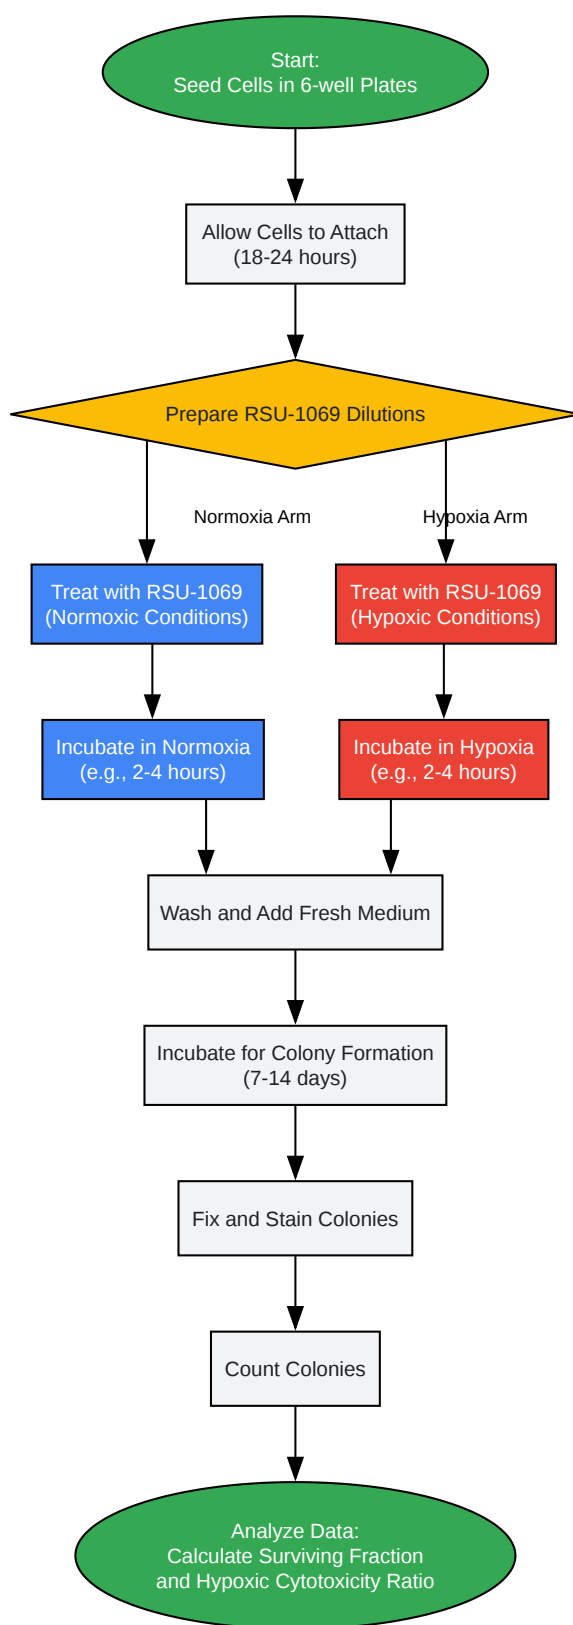 Start:
Seed Cells in 6-well Plates
Allow Cells to Attach
(18-24 hours)
Prepare RSU-1069 Dilutions
Normoxia Arm
Hypoxia Arm
Treat with RSU-1069
(Normoxic Conditions)
Treat with RSU-1069
(Hypoxic Conditions)
Incubate in Normoxia
(e.g., 2-4 hours)
Incubate in Hypoxia
(e.g., 2-4 hours)
Wash and Add Fresh Medium
Incubate for Colony Formation
(7-14 days)
Fix and Stain Colonies
Count Colonies
Analyze Data:
Calculate Surviving Fraction
and Hypoxic Cytotoxicity Ratio